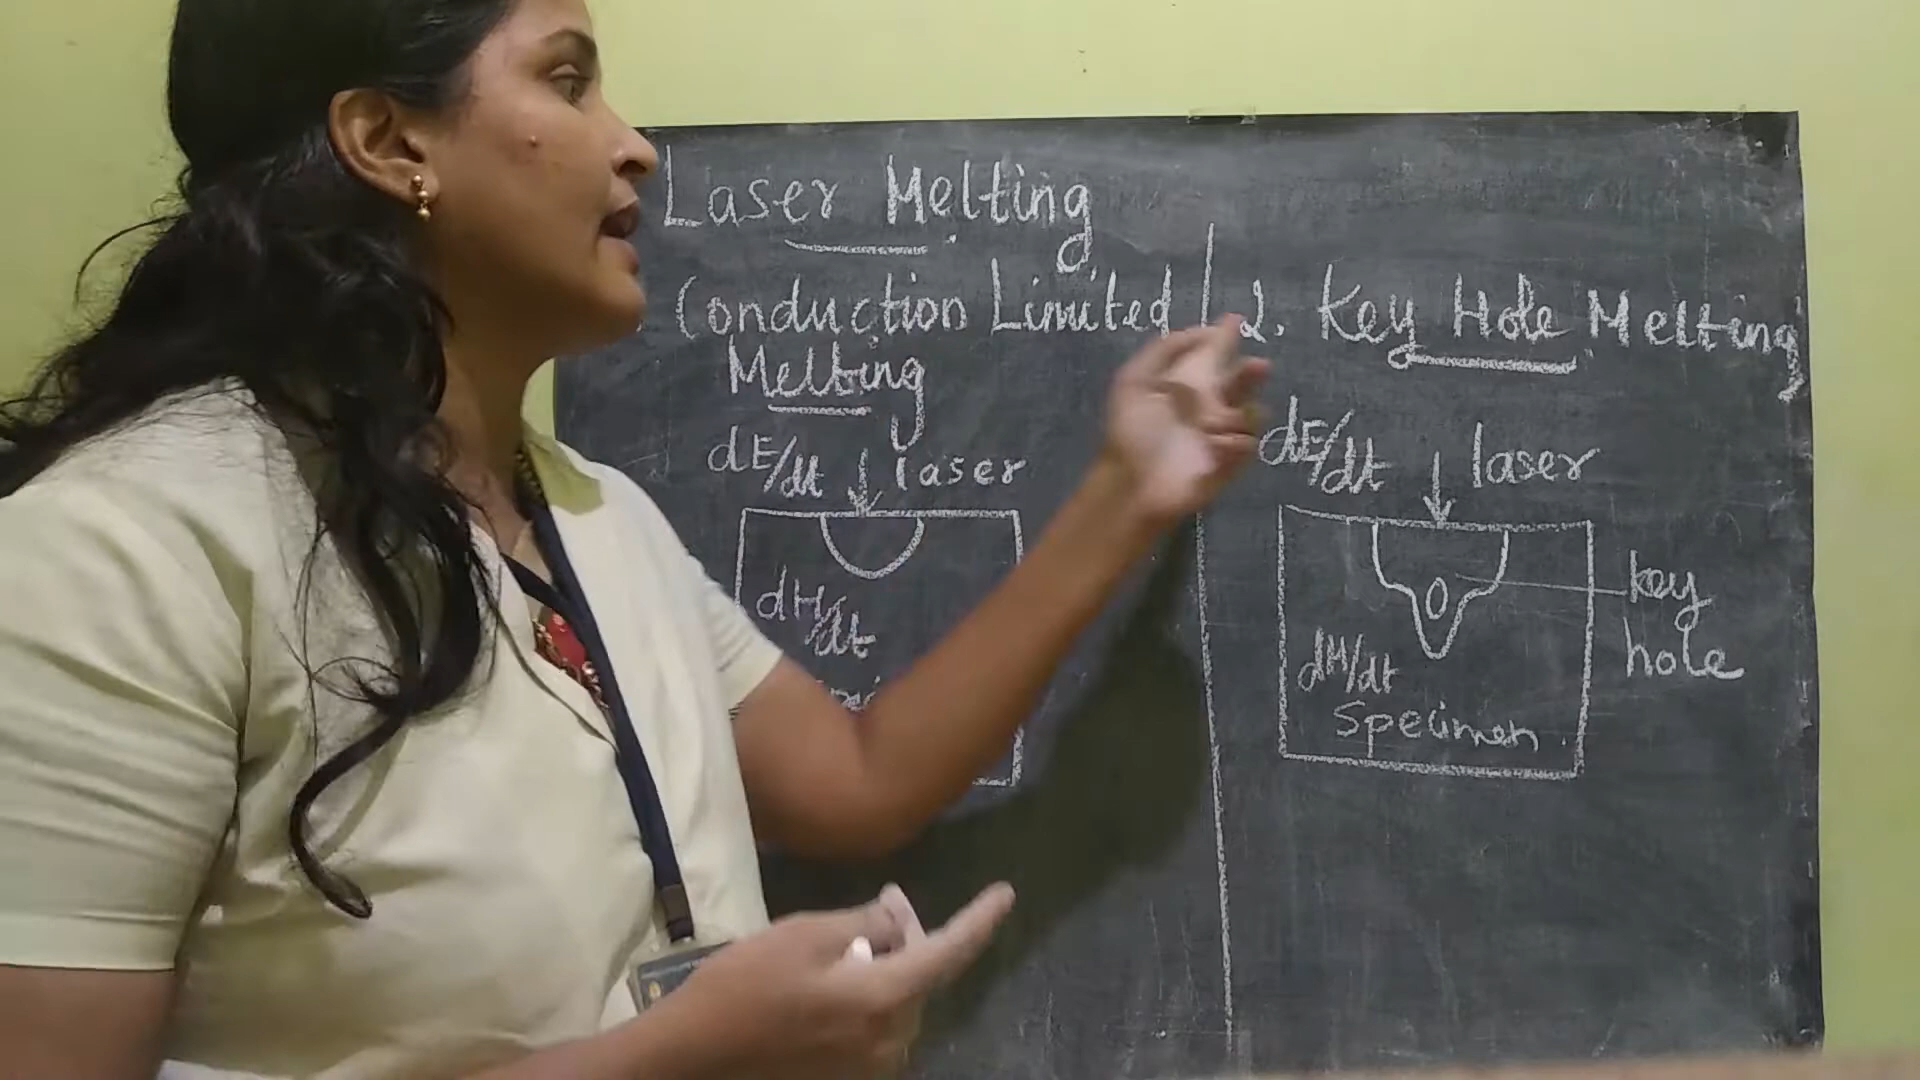 Laser Melting
Conduction Limited
Melting
dE/dt
laser
dH/dt
2. Key Hole Melting
dE/dt
laser
key
hole
dH/dt
Specimen.